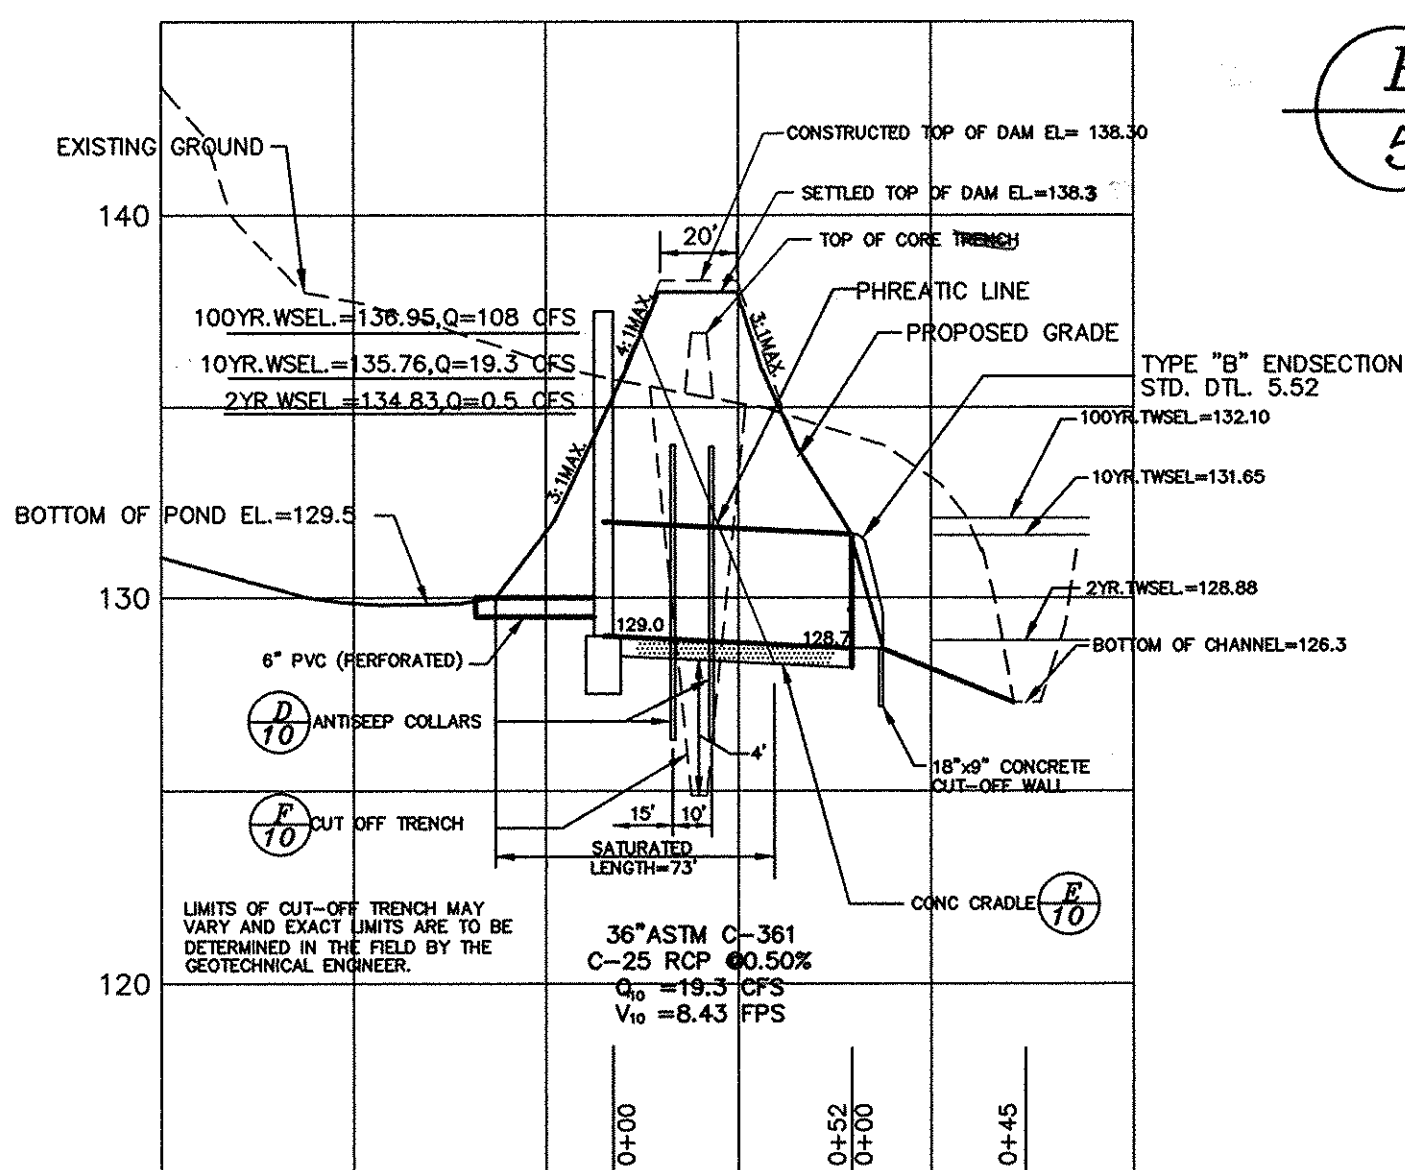 EXISTING GROUND
CONSTRUCTED TOP OF DAM EL= 138.30
SETTLED TOP OF DAM EL.=138.3
140
20'
TOP OF CORE TRENCH
PHREATIC LINE
100YR.WSEL.=136.95,Q=108 CFS
4:1MAX.
3:1MAX.
PROPOSED GRADE
10YR.WSEL.=135.76,Q=19.3 CFS
TYPE "B" ENDSECTION
STD. DTL. 5.52
2YR.WSEL.=134.83,Q=0.5 CFS
100YR.TWSEL.=132.10
3:1MAX.
10YR.TWSEL=131.65
BOTTOM OF POND EL.=129.5
130
2YR.TWSEL.=128.88
129.0
128.7
BOTTOM OF CHANNEL=126.3
6" PVC (PERFORATED)
D
10
ANTISEEP COLLARS
4'
18"x9" CONCRETE
CUT-OFF WALL
F
10
CUT OFF TRENCH
15'
10'
SATURATED
LENGTH=73'
CONC CRADLE
E
10
LIMITS OF CUT-OFF TRENCH MAY
VARY AND EXACT LIMITS ARE TO BE
DETERMINED IN THE FIELD BY THE
GEOTECHNICAL ENGINEER.
36"ASTM C-361
C-25 RCP @0.50%
Q10 =19.3 CFS
V10 =8.43 FPS
120
0+00
0+52
0+00
0+45
5